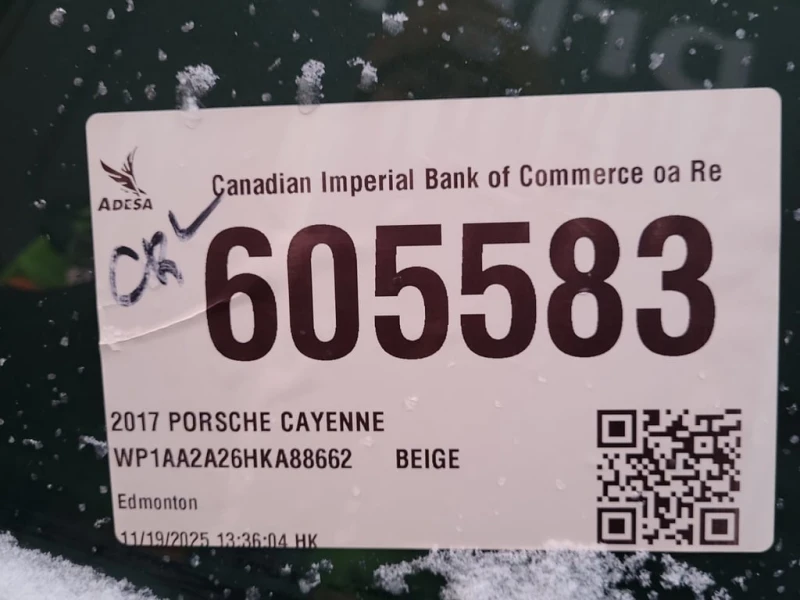 ADESA
Canadian Imperial Bank of Commerce oa Re
CR
605583
2017 PORSCHE CAYENNE
WP1AA2A26HKA88662 BEIGE
Edmonton
11/19/2025 13:36:04 HK